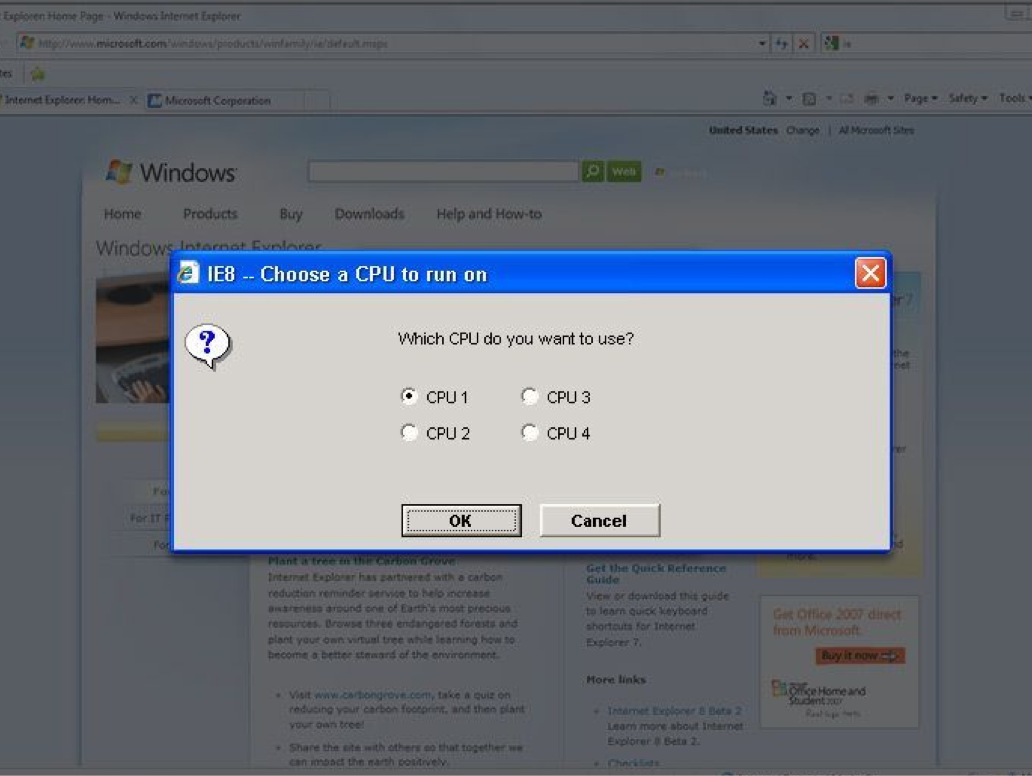 Explorer: Home Page - Windows Internet Explorer
http://www.microsoft.com/windows/products/winfamily/ie/default.mspx
ie
tes
Internet Explorer: Hom... Microsoft Corporation
Page Safety Tools
United States Change | All Microsoft Sites
Windows
Web
Home Products Buy Downloads Help and How-to
Windows Internet Explorer
IE8 -- Choose a CPU to run on
Which CPU do you want to use?
CPU 1 CPU 3
CPU 2 CPU 4
OK Cancel
For IT
Plant a tree in the Carbon Grove
Internet Explorer has partnered with a carbon
reduction reminder service to help increase
awareness around one of Earth's most precious
resources. Browse three endangered forests and
plant your own virtual tree while learning how to
become a better steward of the environment.
Visit www.carbongrove.com, take a quiz on
reducing your carbon footprint, and then plant
your own tree!
Share the site with others so that together we
can impact the earth positively.
Get the Quick Reference
Guide
View or download this guide
to learn quick keyboard
shortcuts for Internet
Explorer 7.
More links
Internet Explorer 8 Beta 2
Learn more about Internet
Explorer 8 Beta 2.
Checklists
more.
Get Office 2007 direct
from Microsoft.
Buy it now
Office Home and
Student 2007